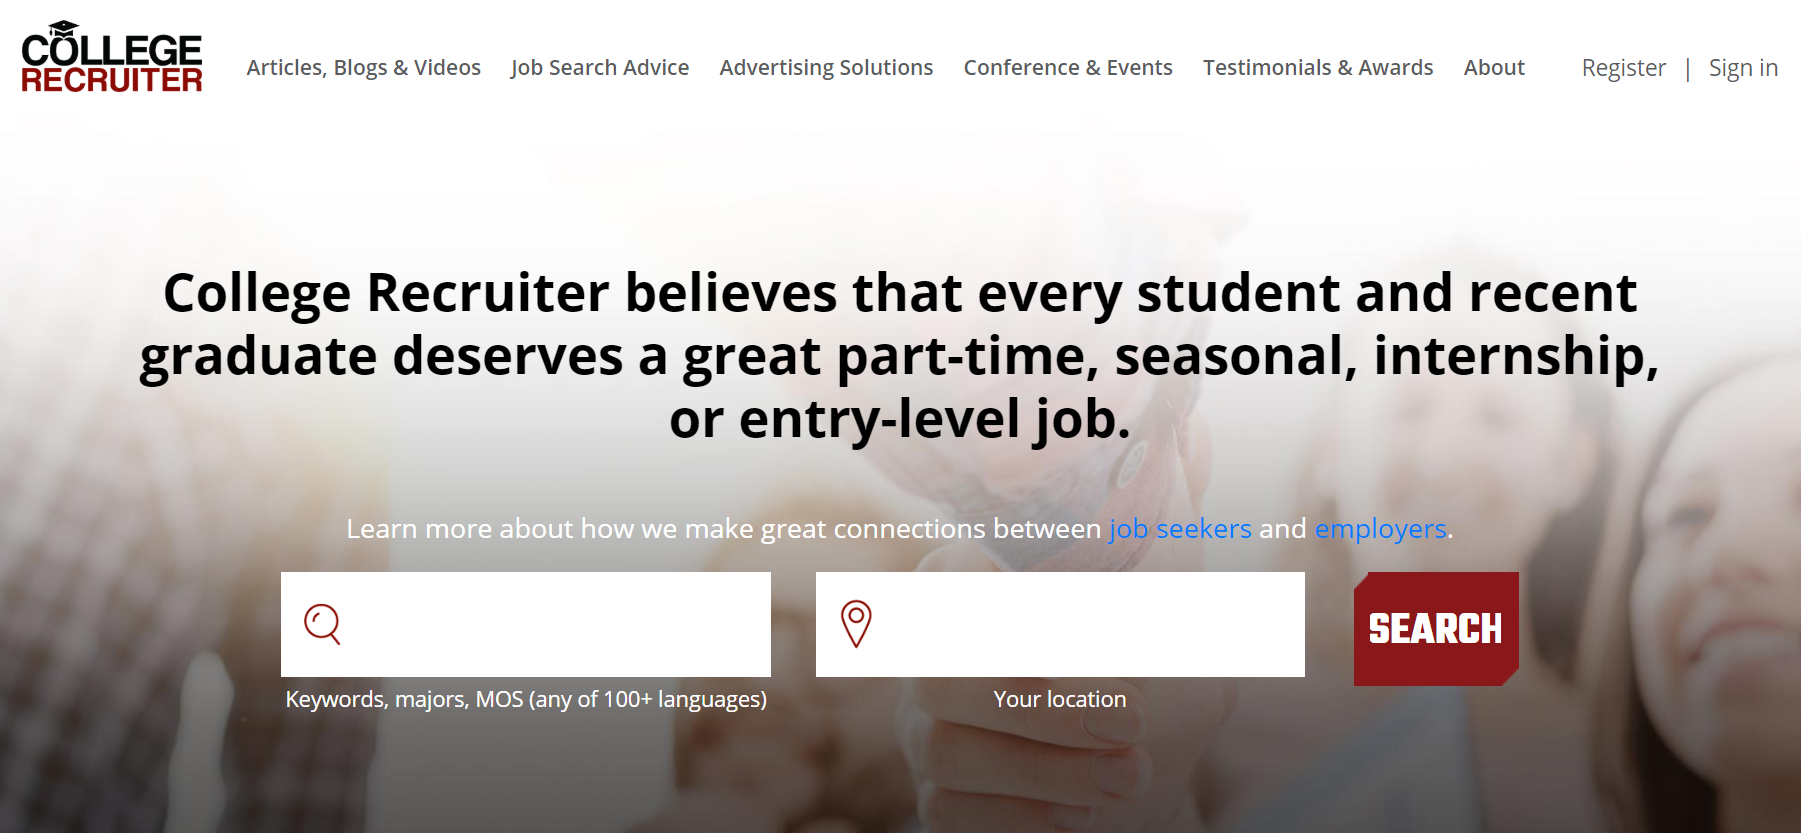 COLLEGE
RECRUITER
Articles, Blogs & Videos
Job Search Advice
Advertising Solutions
Conference & Events
Testimonials & Awards
About
Register | Sign in
College Recruiter believes that every student and recent
graduate deserves a great part-time, seasonal, internship,
or entry-level job.
Learn more about how we make great connections between job seekers and employers.
SEARCH
Keywords, majors, MOS (any of 100+ languages)
Your location